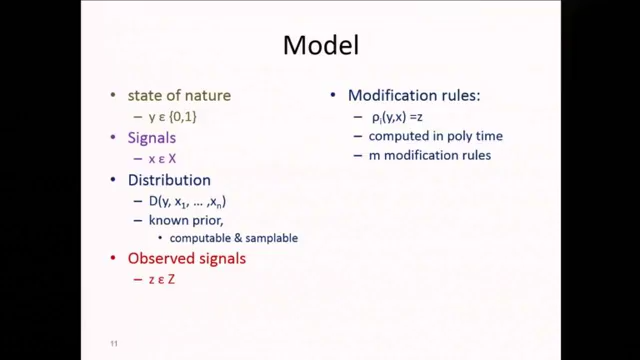 Model
• state of nature
– y ε {0,1}
• Signals
– x ε X
• Distribution
– D(y, x₁, … ,xₙ)
– known prior,
• computable & samplable
• Observed signals
– z ε Z
• Modification rules:
– ρᵢ(y,x) =z
– computed in poly time
– m modification rules
11